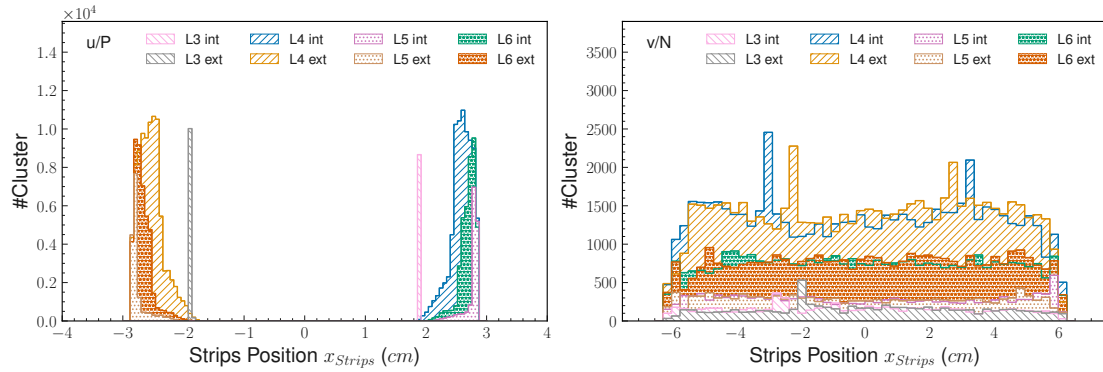 ×10⁴
u/P
L3 int L4 int L5 int L6 int
L3 ext L4 ext L5 ext L6 ext
1.4
1.2
1.0
0.8
0.6
0.4
0.2
0.0
#Cluster
−4 −3 −2 −1 0 1 2 3 4
Strips Position x_Strips (cm)
v/N
L3 int L4 int L5 int L6 int
L3 ext L4 ext L5 ext L6 ext
3500
3000
2500
2000
1500
1000
500
0
#Cluster
−6 −4 −2 0 2 4 6
Strips Position x_Strips (cm)